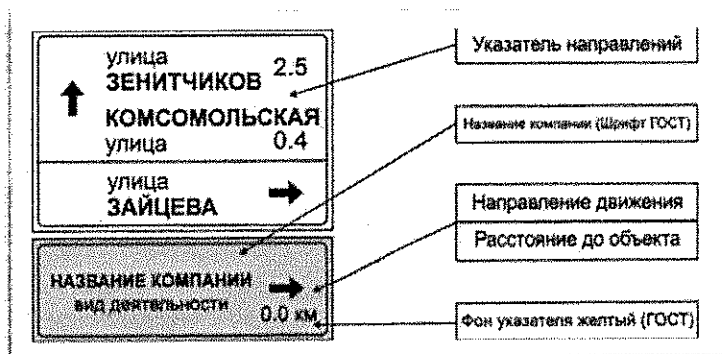 улица
ЗЕНИТЧИКОВ 2.5
КОМСОМОЛЬСКАЯ
улица 0.4
улица
ЗАЙЦЕВА
НАЗВАНИЕ КОМПАНИИ
вид деятельности
0.0 км
Указатель направлений
Название компании (Шрифт ГОСТ)
Направление движения
Расстояние до объекта
Фон указателя желтый (ГОСТ)